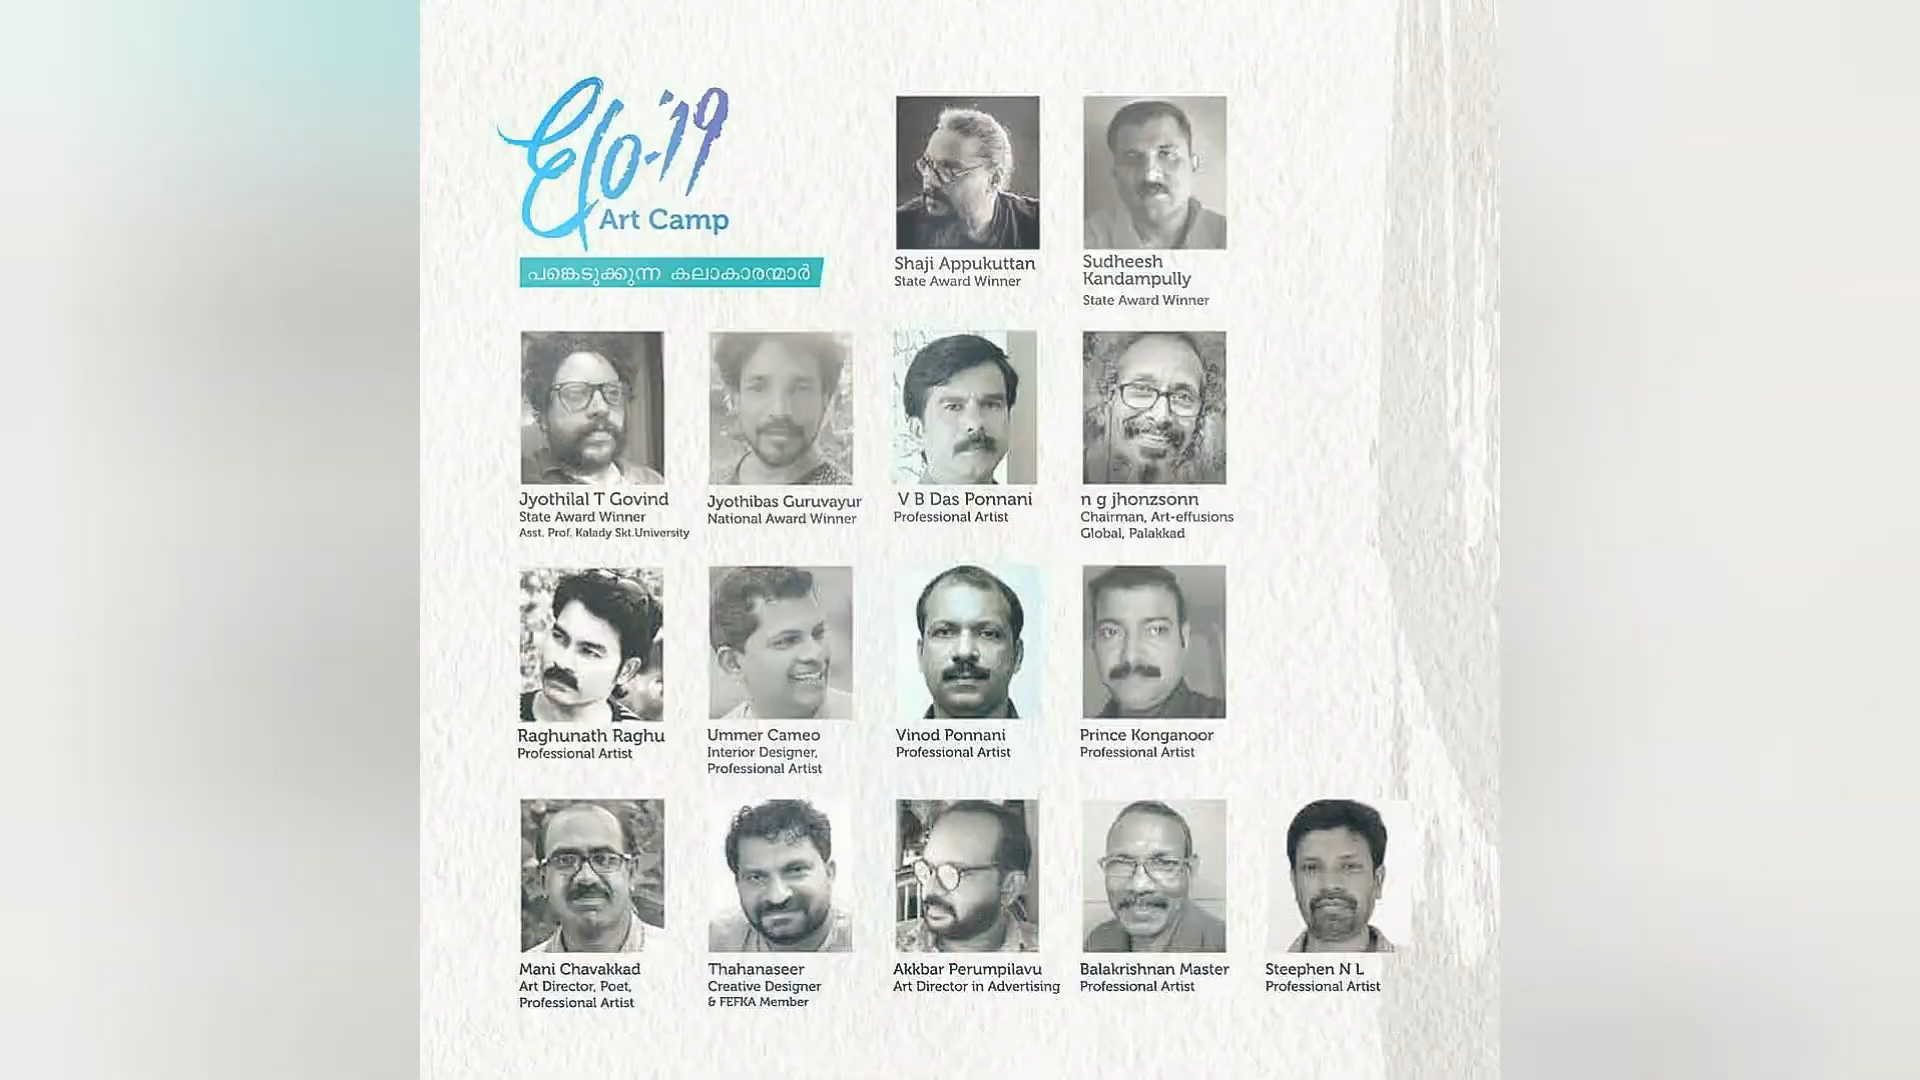 '19
Art Camp
പങ്കെടുക്കുന്ന കലാകാരന്മാർ
Shaji Appukuttan
State Award Winner
Sudheesh
Kandampully
State Award Winner
Jyothilal T Govind
State Award Winner
Asst. Prof. Kalady Skt.University
Jyothibas Guruvayur
National Award Winner
V B Das Ponnani
Professional Artist
n g jhonzsonn
Chairman, Art-effusions
Global, Palakkad
Raghunath Raghu
Professional Artist
Ummer Cameo
Interior Designer,
Professional Artist
Vinod Ponnani
Professional Artist
Prince Konganoor
Professional Artist
Mani Chavakkad
Art Director, Poet,
Professional Artist
Thahanaseer
Creative Designer
& FEFKA Member
Akkbar Perumpilavu
Art Director in Advertising
Balakrishnan Master
Professional Artist
Steephen N L
Professional Artist